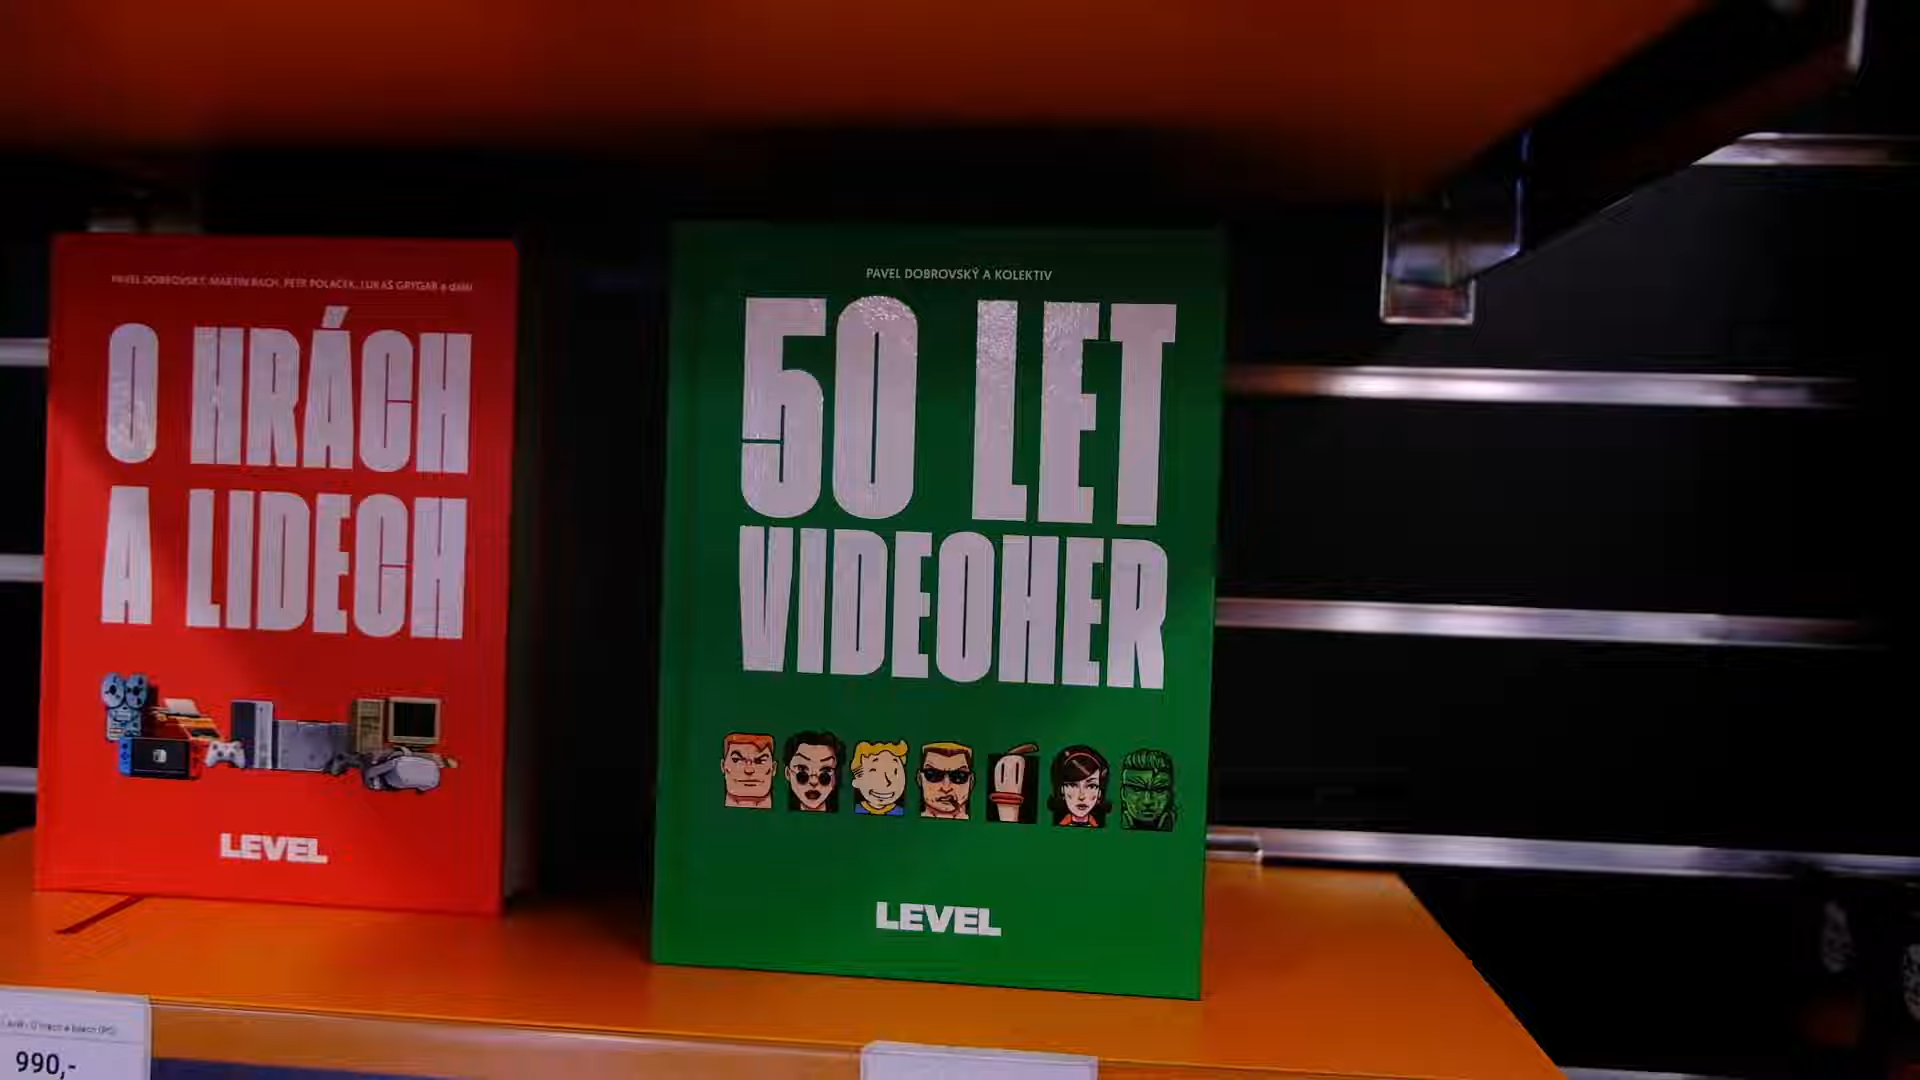 PAVEL DOBROVSKÝ, MARTIN BACH, PETR POLÁČEK, LUKÁŠ GRYGAR a další
O HRÁCH
A LIDECH
LEVEL
PAVEL DOBROVSKÝ A KOLEKTIV
50 LET
VIDEOHER
LEVEL
990,-